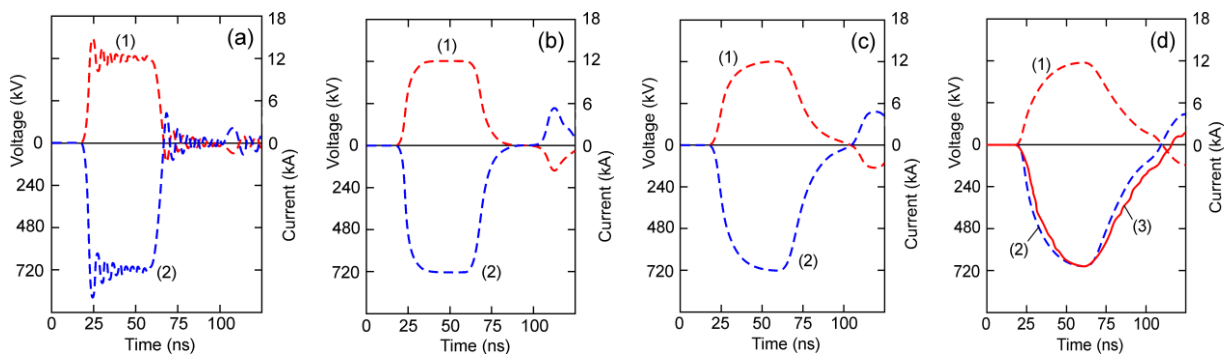 (a)
(1)
(2)
Voltage (kV)
0
240
480
720
18
12
6
0
Current (kA)
0 25 50 75 100
Time (ns)
(b)
(1)
(2)
Voltage (kV)
0
240
480
720
18
12
6
0
Current (kA)
0 25 50 75 100
Time (ns)
(c)
(1)
(2)
Voltage (kV)
0
240
480
720
18
12
6
0
Current (kA)
0 25 50 75 100
Time (ns)
(d)
(1)
(2)
(3)
Voltage (kV)
0
240
480
720
18
12
6
0
Current (kA)
0 25 50 75 100
Time (ns)